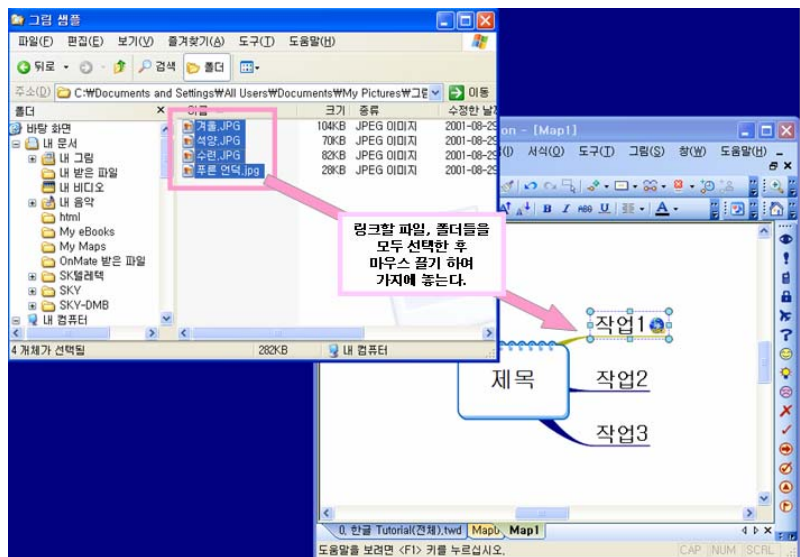 그림 샘플
파일(F) 편집(E) 보기(V) 즐겨찾기(A) 도구(T) 도움말(H)
뒤로 검색 폴더
주소(D) C:₩Documents and Settings₩All Users₩Documents₩My Pictures₩그림 이동
폴더 × 이름 크기 종류 수정한 날짜
바탕 화면
내 문서
내 그림
내 받은 파일
내 비디오
내 음악
html
My eBooks
My Maps
OnMate 받은 파일
SK텔레텍
SKY
SKY-DMB
내 컴퓨터
겨울.JPG 104KB JPEG 이미지 2001-08-29
석양.JPG 70KB JPEG 이미지 2001-08-29
수련.JPG 82KB JPEG 이미지 2001-08-29
푸른 언덕.jpg 28KB JPEG 이미지 2001-08-29
4 개체가 선택됨 282KB 내 컴퓨터
링크할 파일, 폴더들을
모두 선택한 후
마우스 끌기 하여
가지에 놓는다.
on - [Map1]
(I) 서식(O) 도구(T) 그림(S) 창(W) 도움말(H)
B I ABC U A
작업1
제목
작업2
작업3
0. 한글 Tutorial(전체).twd Map Map1
도움말을 보려면 <F1> 키를 누르십시오. CAP NUM SCRL